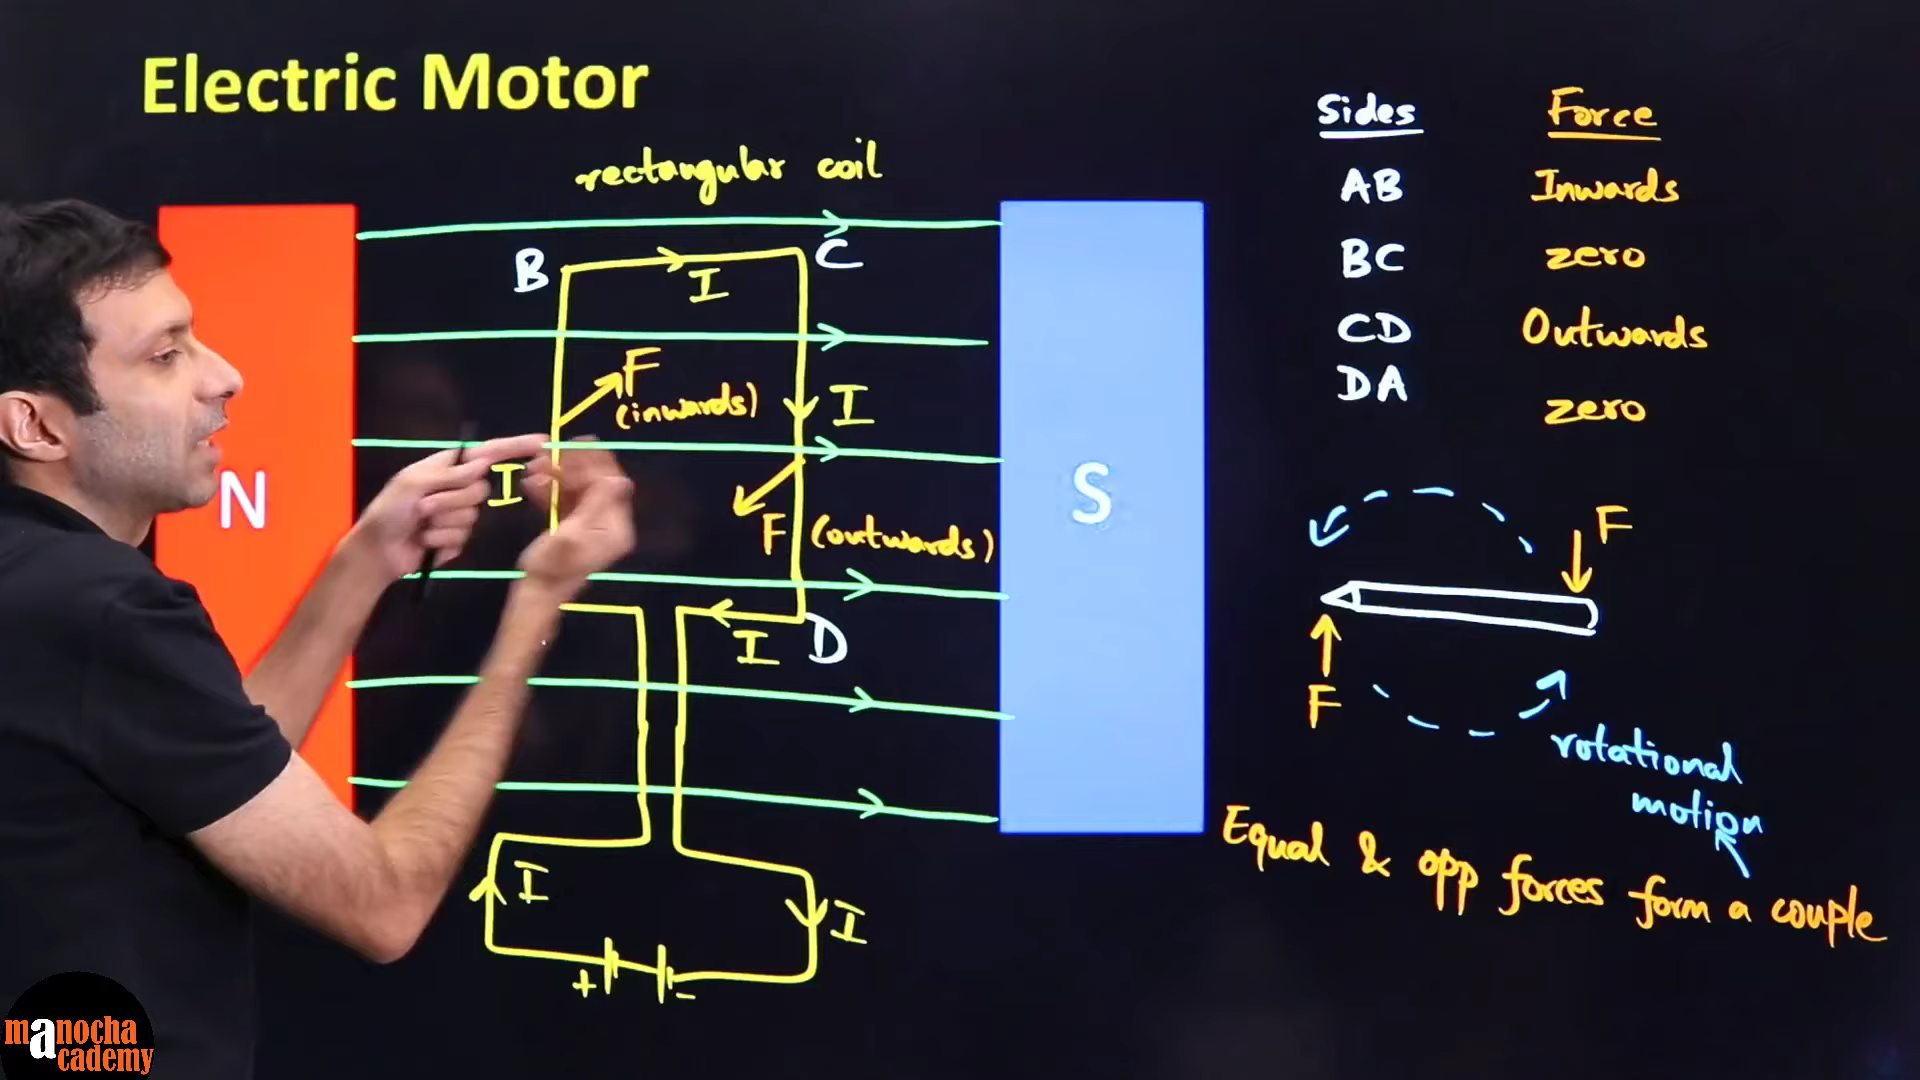 Electric Motor
rectangular coil
N
S
B
C
I
F
(inwards)
I
I
F (outwards)
I
D
I
I
+
-
Sides Force
AB Inwards
BC zero
CD Outwards
DA zero
F
F
rotational
motion
Equal & opp forces form a couple
manocha
academy